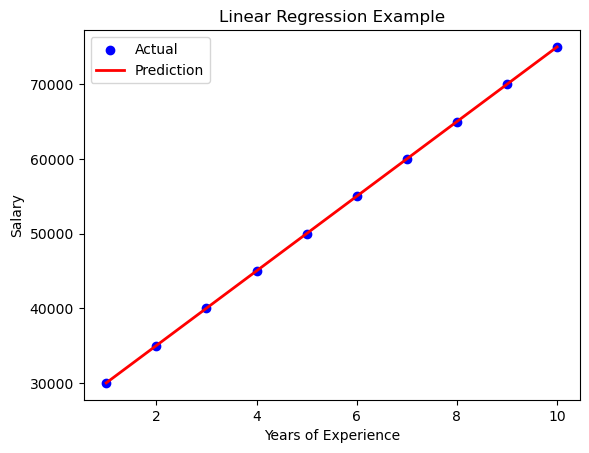 Linear Regression Example
Actual
Prediction
70000
60000
50000
40000
30000
Salary
2
4
6
8
10
Years of Experience